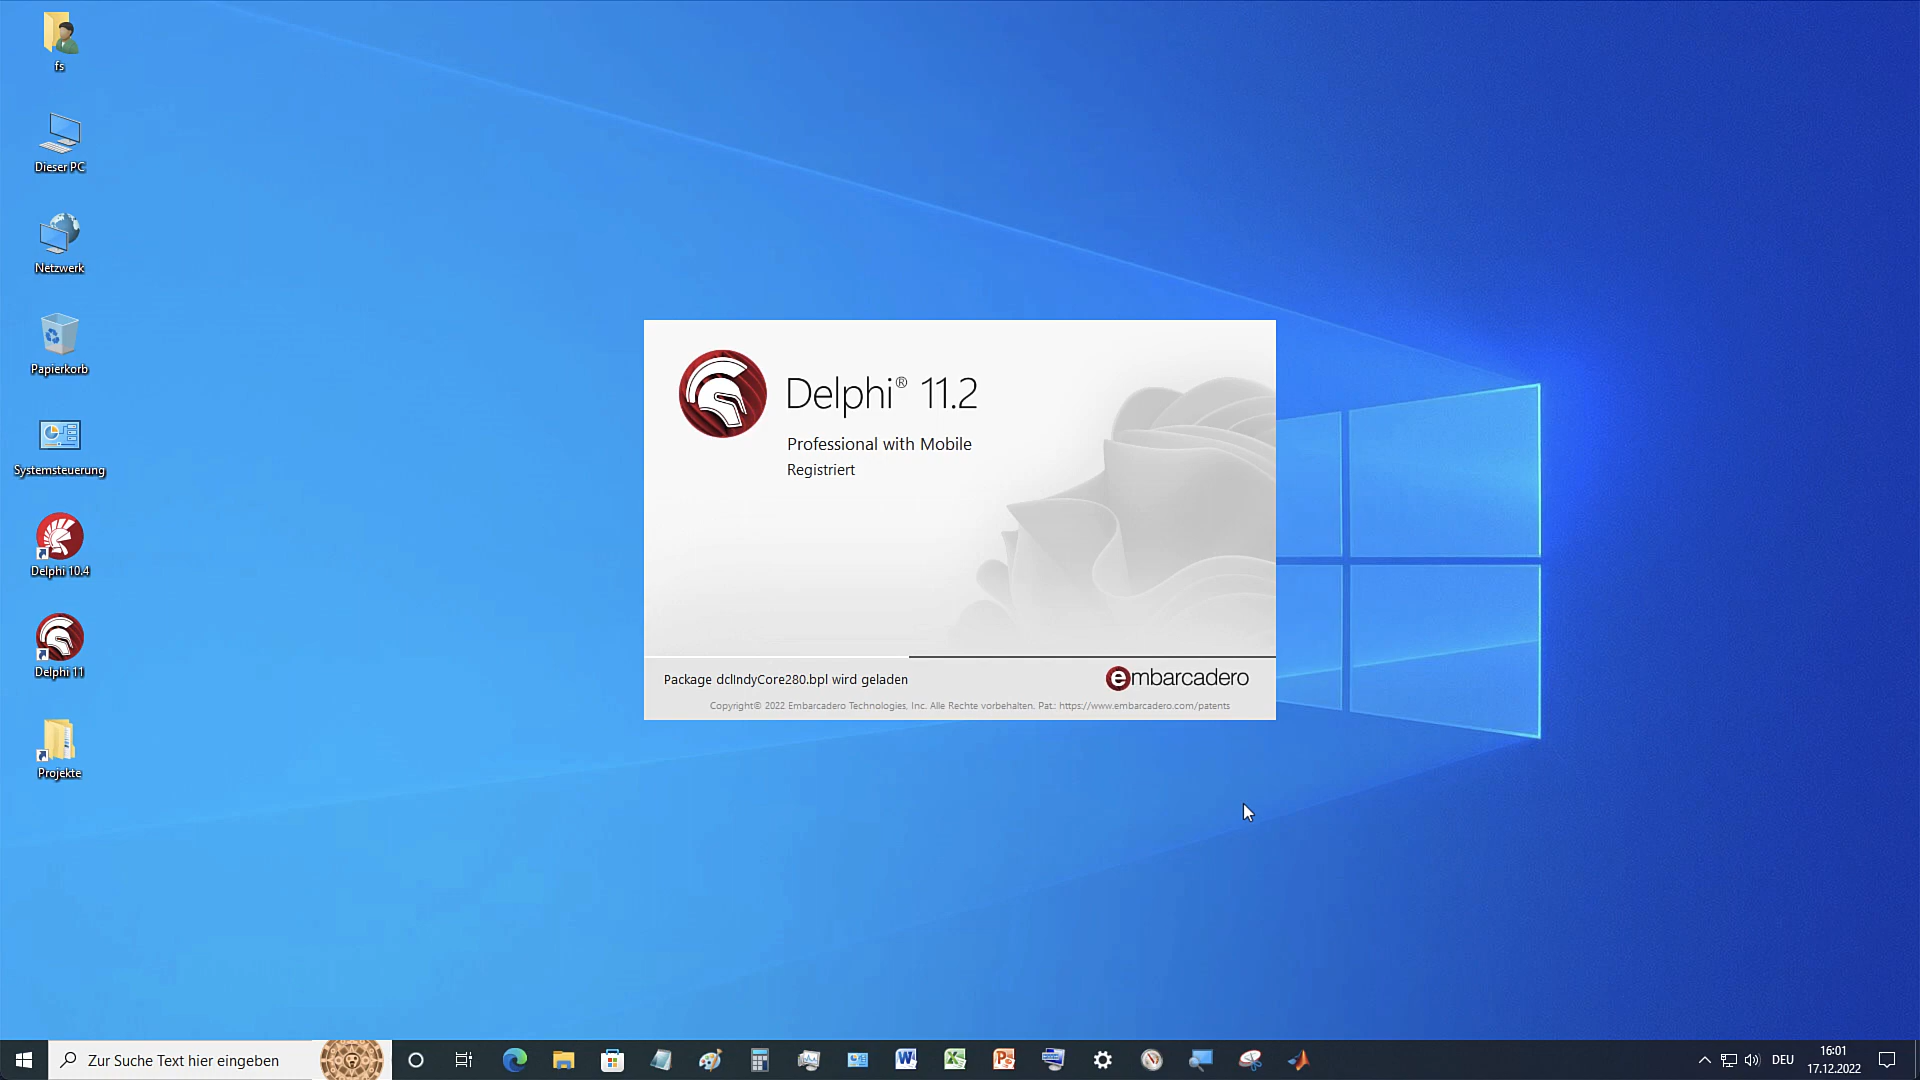 fs
Dieser PC
Netzwerk
Papierkorb
Systemsteuerung
Delphi 10.4
Delphi 11
Projekte
Delphi® 11.2
Professional with Mobile
Registriert
Package dclIndyCore280.bpl wird geladen
embarcadero
Copyright© 2022 Embarcadero Technologies, Inc. Alle Rechte vorbehalten. Pat.: https://www.embarcadero.com/patents
Zur Suche Text hier eingeben
DEU
16:01
17.12.2022